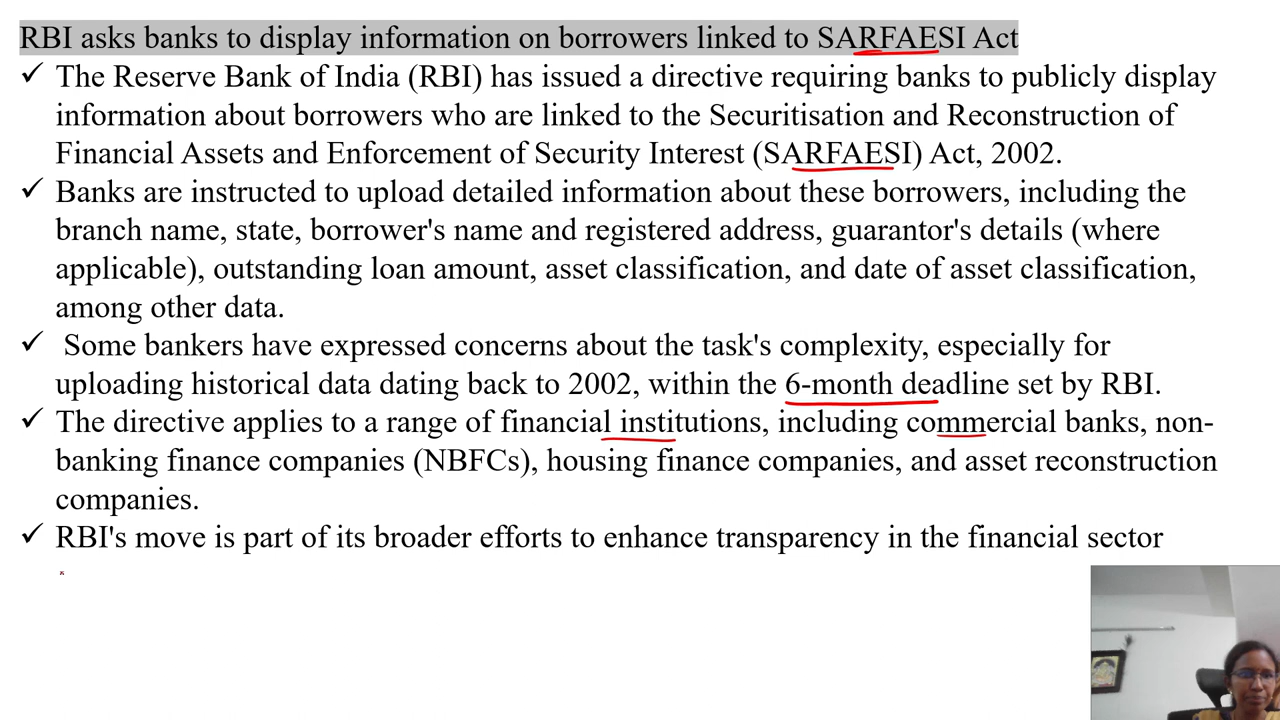 RBI asks banks to display information on borrowers linked to SARFAESI Act
✓ The Reserve Bank of India (RBI) has issued a directive requiring banks to publicly display
information about borrowers who are linked to the Securitisation and Reconstruction of
Financial Assets and Enforcement of Security Interest (SARFAESI) Act, 2002.
✓ Banks are instructed to upload detailed information about these borrowers, including the
branch name, state, borrower's name and registered address, guarantor's details (where
applicable), outstanding loan amount, asset classification, and date of asset classification,
among other data.
✓ Some bankers have expressed concerns about the task's complexity, especially for
uploading historical data dating back to 2002, within the 6-month deadline set by RBI.
✓ The directive applies to a range of financial institutions, including commercial banks, non-
banking finance companies (NBFCs), housing finance companies, and asset reconstruction
companies.
✓ RBI's move is part of its broader efforts to enhance transparency in the financial sector